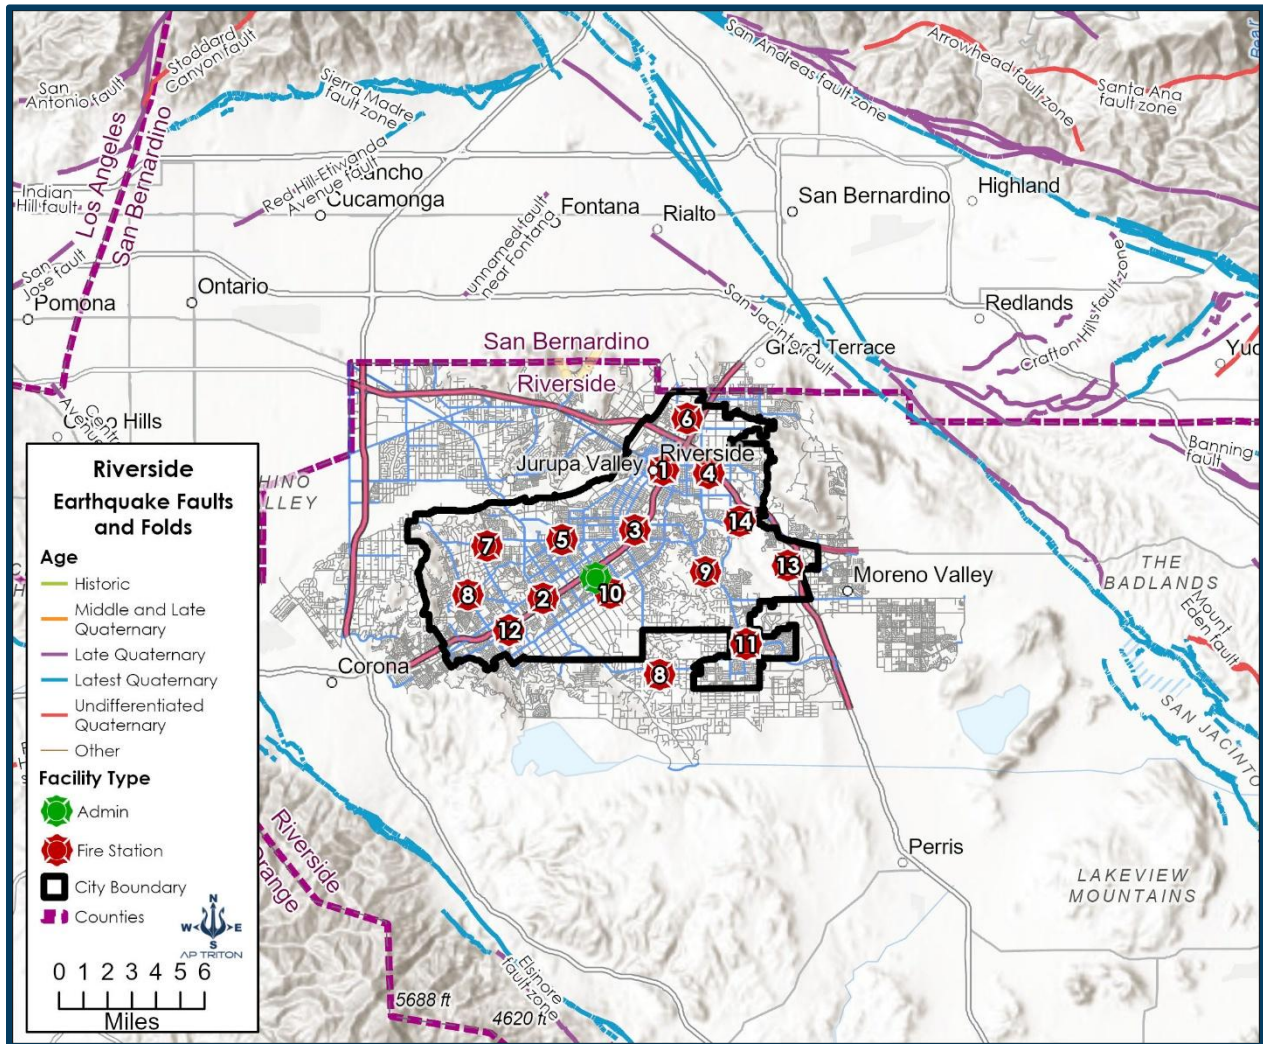 San
Antonio fault
Stoddard
Canyon fault
Sierra Madre
fault zone
San Andreas fault zone
Arrowhead fault zone
Santa Ana
fault zone
Los Angeles
San Bernardino
Indian
Hill fault
Red Hill-Etiwanda
Avenue fault
Cucamonga
unnamed fault
near Fontana
Fontana
Rialto
San Bernardino
Highland
San
Jose fault
Pomona
Ontario
San Jacinto fault
Redlands
Crafton Hills fault zone
Grand Terrace
San Bernardino
Riverside
Hills
Banning
fault
Jurupa Valley
Riverside
6
1
4
14
3
5
7
13
9
10
8
2
12
11
8
Moreno Valley
THE
BADLANDS
Mount
Eden fault
SAN JACINTO
Corona
Perris
LAKEVIEW
MOUNTAINS
Riverside
Orange
Elsinore
fault zone
5688 ft
4620 ft
Riverside
Earthquake Faults
and Folds
Age
Historic
Middle and Late
Quaternary
Late Quaternary
Latest Quaternary
Undifferentiated
Quaternary
Other
Facility Type
Admin
Fire Station
City Boundary
Counties
N
W E
S
AP TRITON
0 1 2 3 4 5 6
Miles